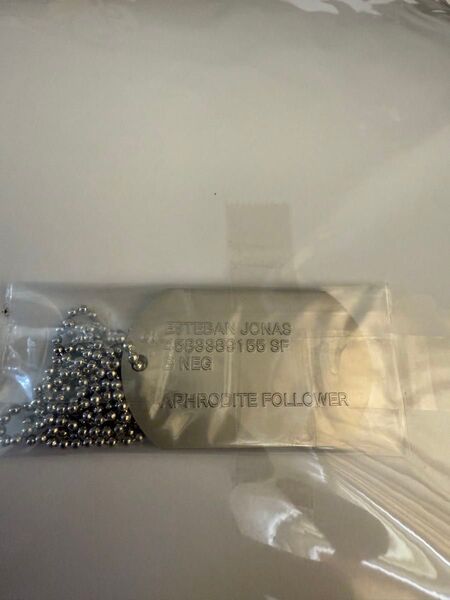 ESTEBAN JONAS
SF
NEG
APHRODITE FOLLOWER